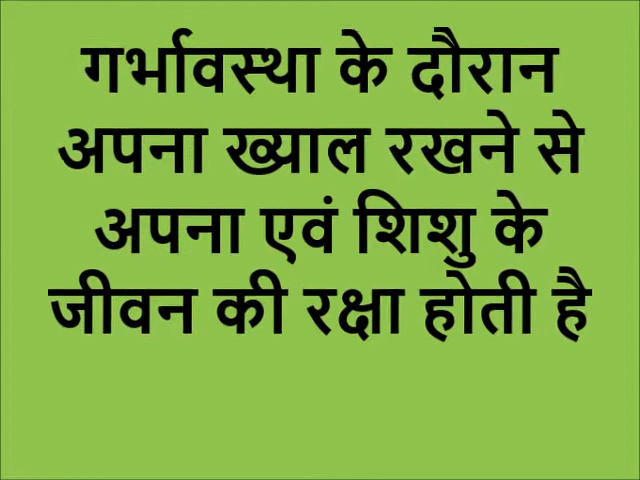 गर्भावस्था के दौरान
अपना ख्याल रखने से
अपना एवं शिशु के
जीवन की रक्षा होती है